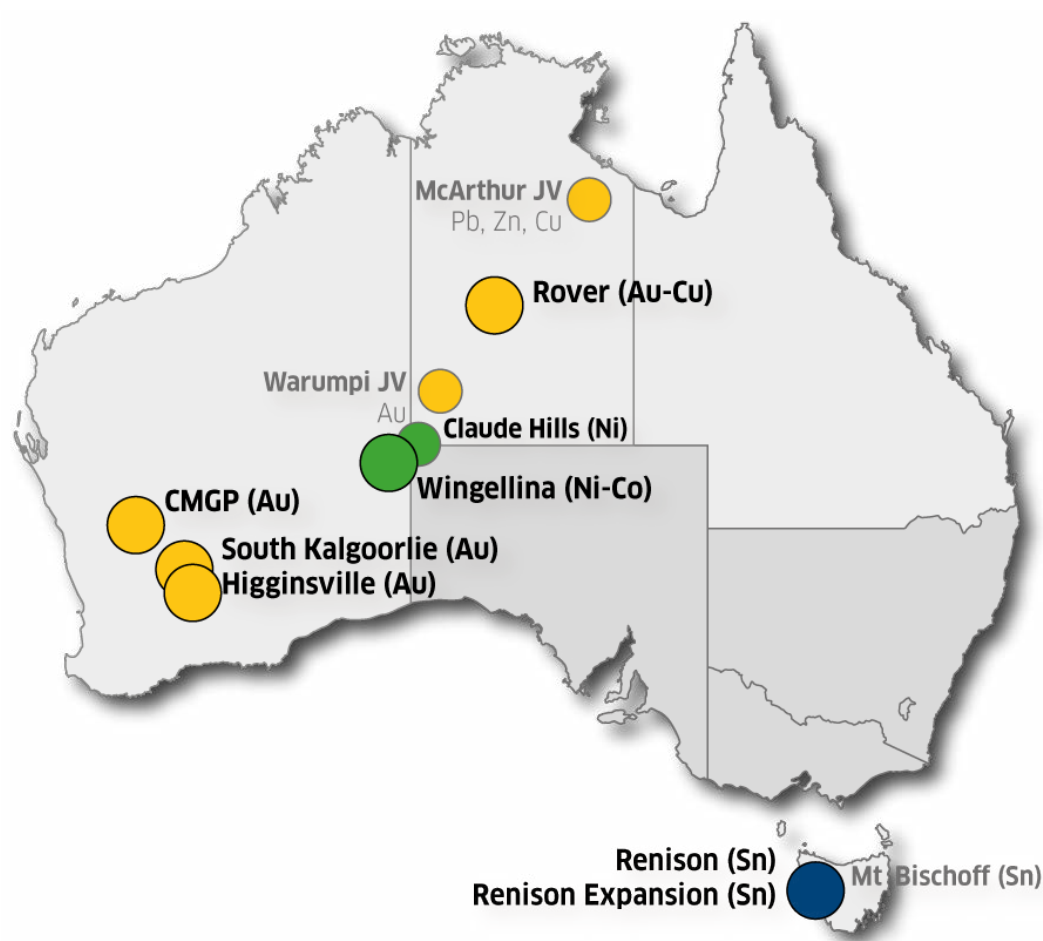 McArthur JV
Pb, Zn, Cu
Rover (Au-Cu)
Warumpi JV
Au
Claude Hills (Ni)
Wingellina (Ni-Co)
CMGP (Au)
South Kalgoorlie (Au)
Higginsville (Au)
Renison (Sn)
Mt Bischoff (Sn)
Renison Expansion (Sn)